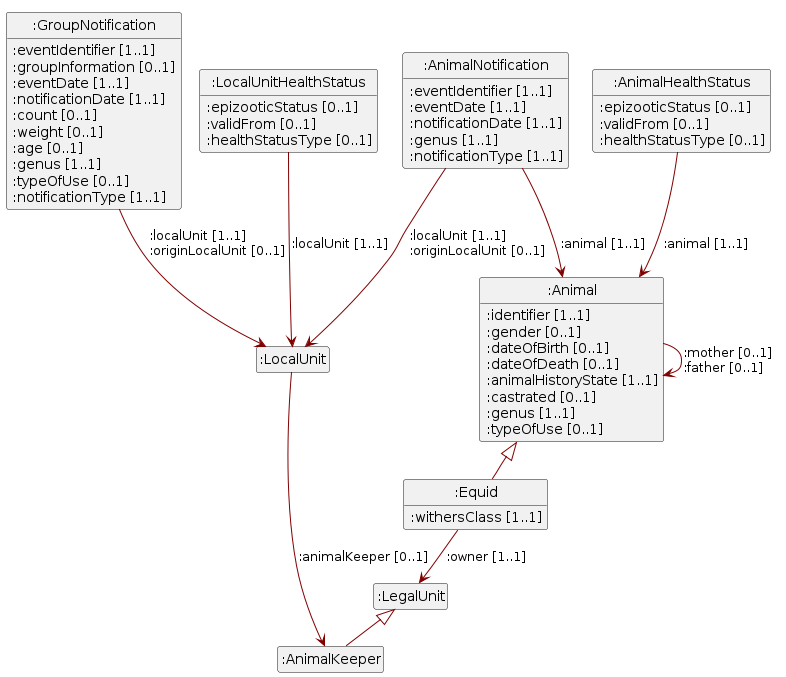 :GroupNotification
:eventIdentifier [1..1]
:groupInformation [0..1]
:eventDate [1..1]
:notificationDate [1..1]
:count [0..1]
:weight [0..1]
:age [0..1]
:genus [1..1]
:typeOfUse [0..1]
:notificationType [1..1]
:LocalUnitHealthStatus
:epizooticStatus [0..1]
:validFrom [0..1]
:healthStatusType [0..1]
:AnimalNotification
:eventIdentifier [1..1]
:eventDate [1..1]
:notificationDate [1..1]
:genus [1..1]
:notificationType [1..1]
:AnimalHealthStatus
:epizooticStatus [0..1]
:validFrom [0..1]
:healthStatusType [0..1]
:localUnit [1..1]
:originLocalUnit [0..1]
:localUnit [1..1]
:localUnit [1..1]
:originLocalUnit [0..1]
:animal [1..1]
:animal [1..1]
:Animal
:identifier [1..1]
:gender [0..1]
:dateOfBirth [0..1]
:dateOfDeath [0..1]
:animalHistoryState [1..1]
:castrated [0..1]
:genus [1..1]
:typeOfUse [0..1]
:mother [0..1]
:father [0..1]
:LocalUnit
:Equid
:withersClass [1..1]
:animalKeeper [0..1]
:owner [1..1]
:LegalUnit
:AnimalKeeper